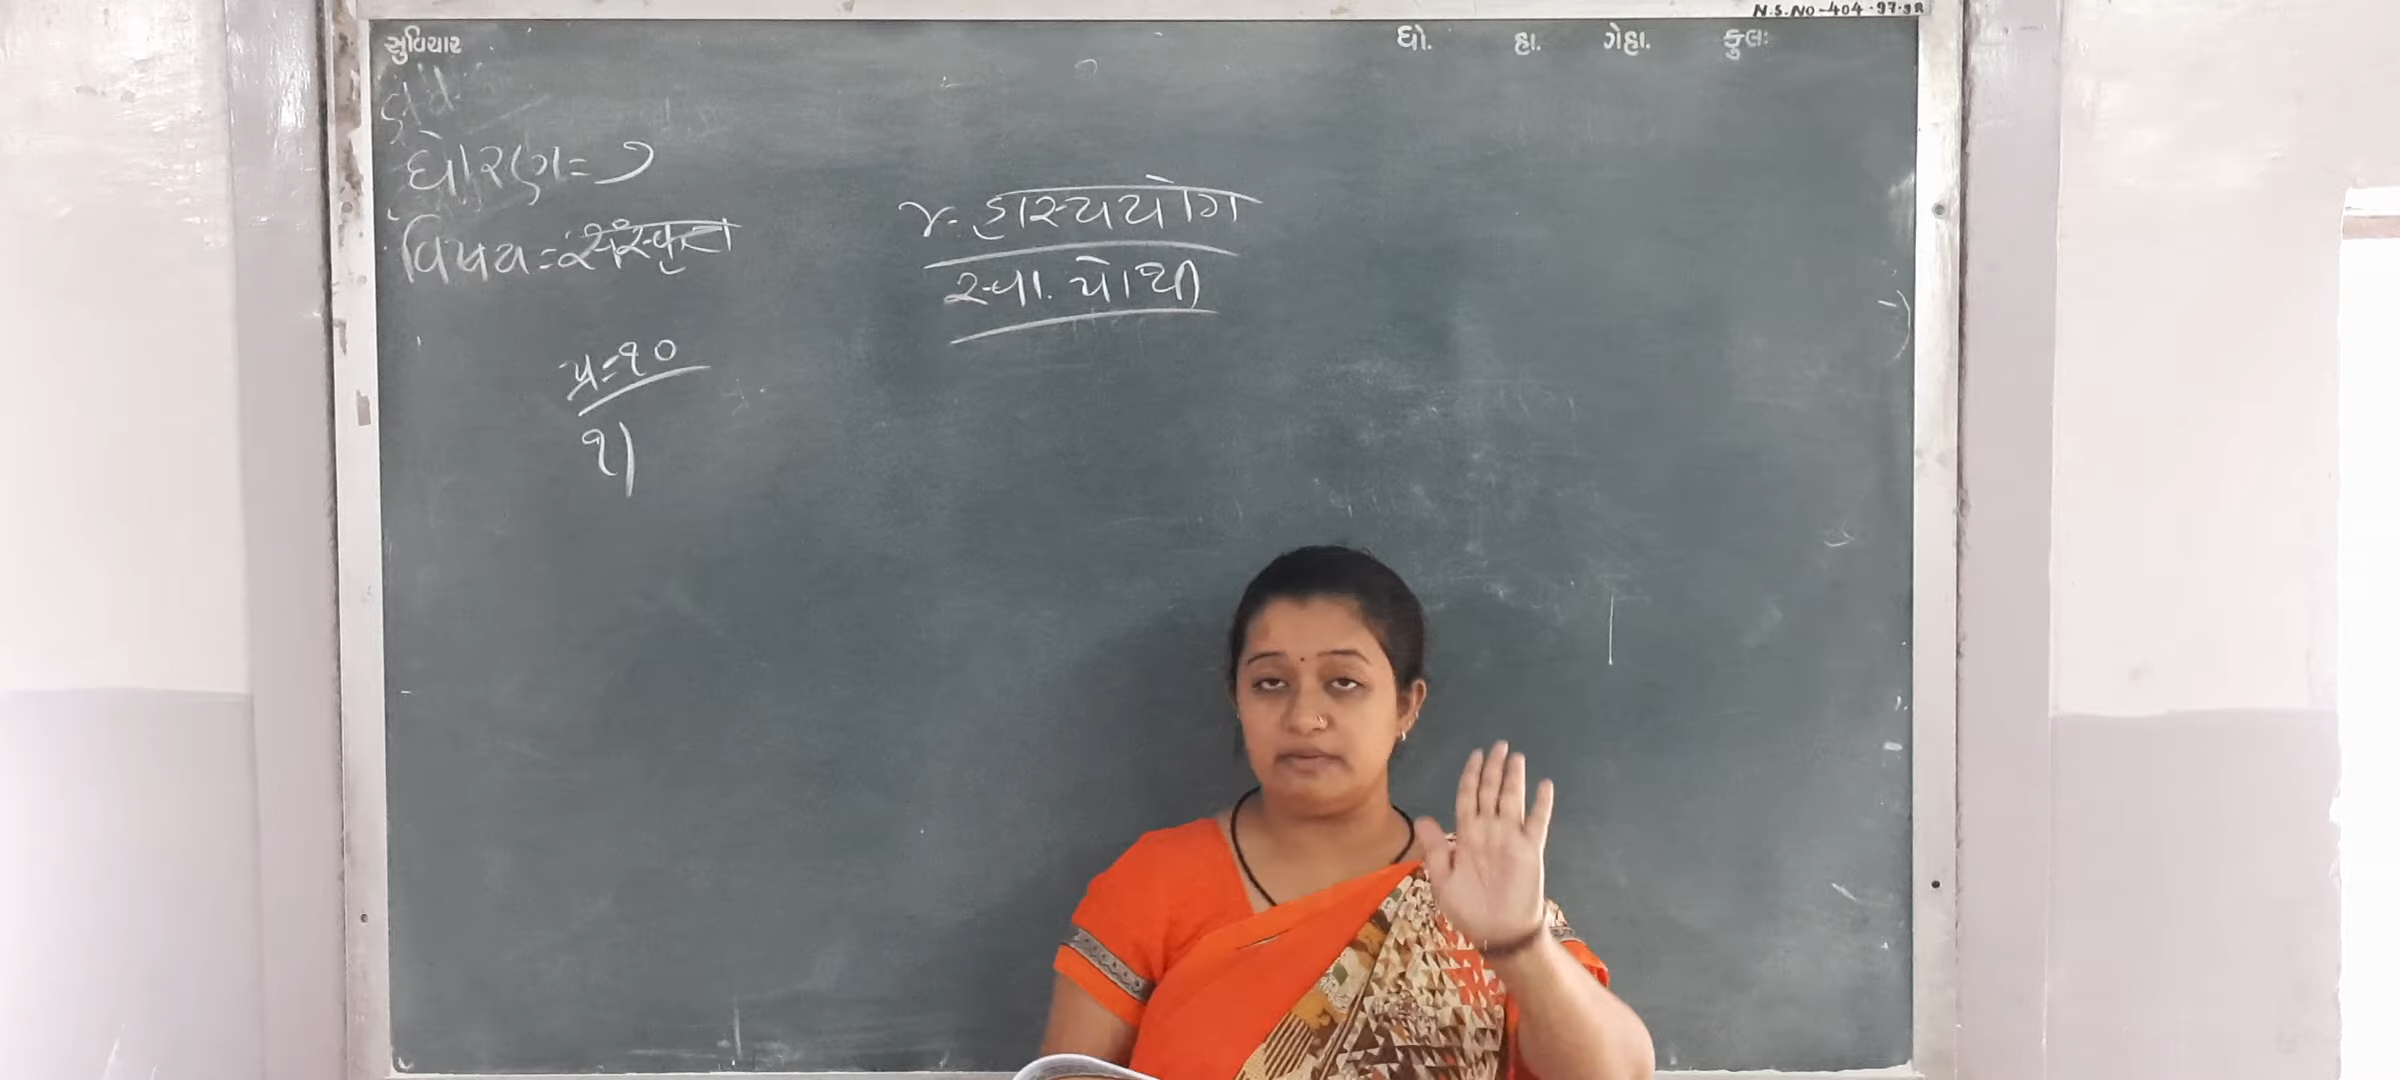 N.S.NO-404-97-98
સુવિચાર ધો. હા. ગેહા. કુલઃ
ધોરણ=૭
વિષય=સંસ્કૃત
૪. હાસ્યયોગ
સ્વા. પોથી
પ્ર=૧૦
૧)